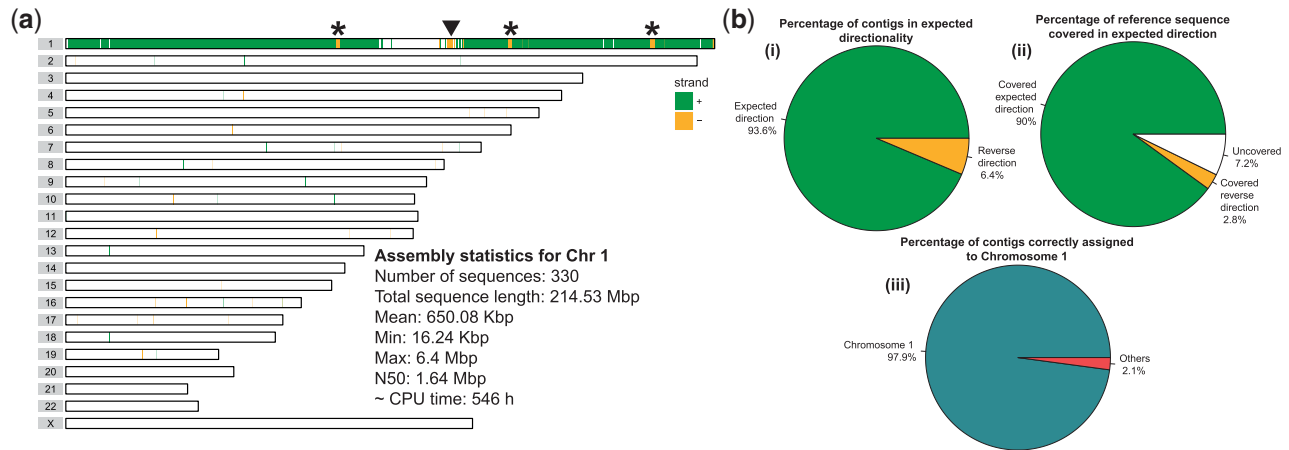 (a)
* * *
1
2
3
4
5
6
7
8
9
10
11
12
13
14
15
16
17
18
19
20
21
22
X
strand
+
−
Assembly statistics for Chr 1
Number of sequences: 330
Total sequence length: 214.53 Mbp
Mean: 650.08 Kbp
Min: 16.24 Kbp
Max: 6.4 Mbp
N50: 1.64 Mbp
~ CPU time: 546 h
(b)
Percentage of contigs in expected
directionality
(i)
Expected
direction
93.6%
Reverse
direction
6.4%
Percentage of reference sequence
covered in expected direction
(ii)
Covered
expected
direction
90%
Uncovered
7.2%
Covered
reverse
direction
2.8%
Percentage of contigs correctly assigned
to Chromosome 1
(iii)
Chromosome 1
97.9%
Others
2.1%